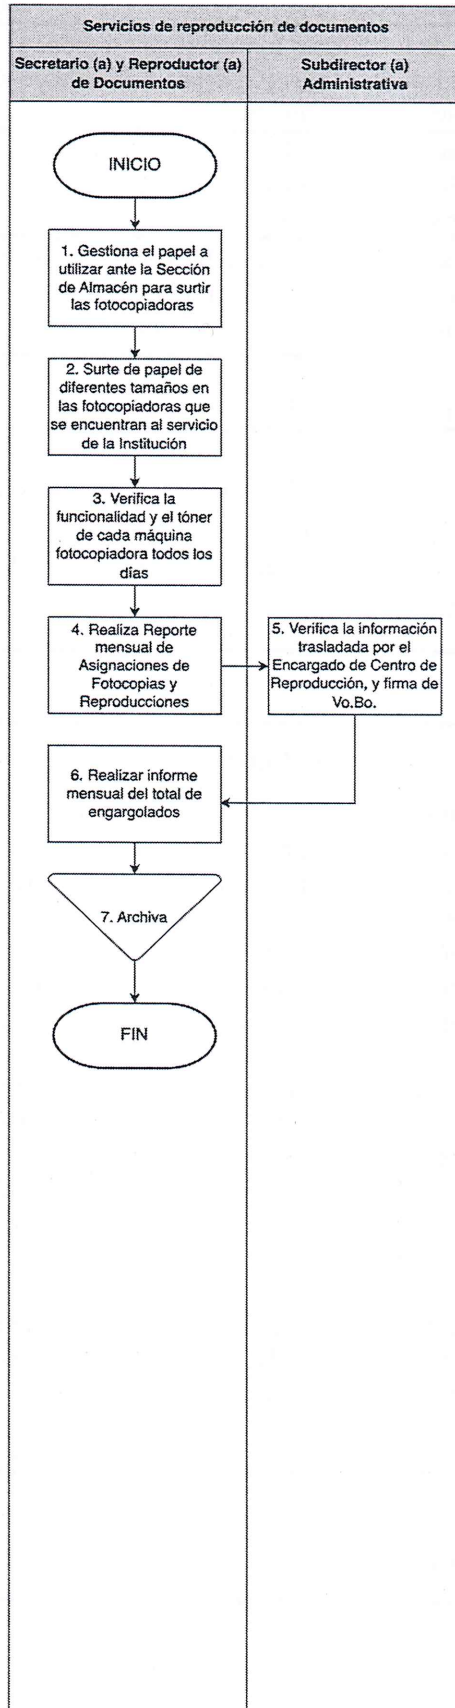 Servicios de reproducción de documentos
Secretario (a) y Reproductor (a)
de Documentos
Subdirector (a)
Administrativa
INICIO
1. Gestiona el papel a
utilizar ante la Sección
de Almacén para surtir
las fotocopiadoras
2. Surte de papel de
diferentes tamaños en
las fotocopiadoras que
se encuentran al servicio
de la Institución
3. Verifica la
funcionalidad y el tóner
de cada máquina
fotocopiadora todos los
días
4. Realiza Reporte
mensual de
Asignaciones de
Fotocopias y
Reproducciones
5. Verifica la información
trasladada por el
Encargado de Centro de
Reproducción, y firma de
Vo.Bo.
6. Realizar informe
mensual del total de
engargolados
7. Archiva
FIN